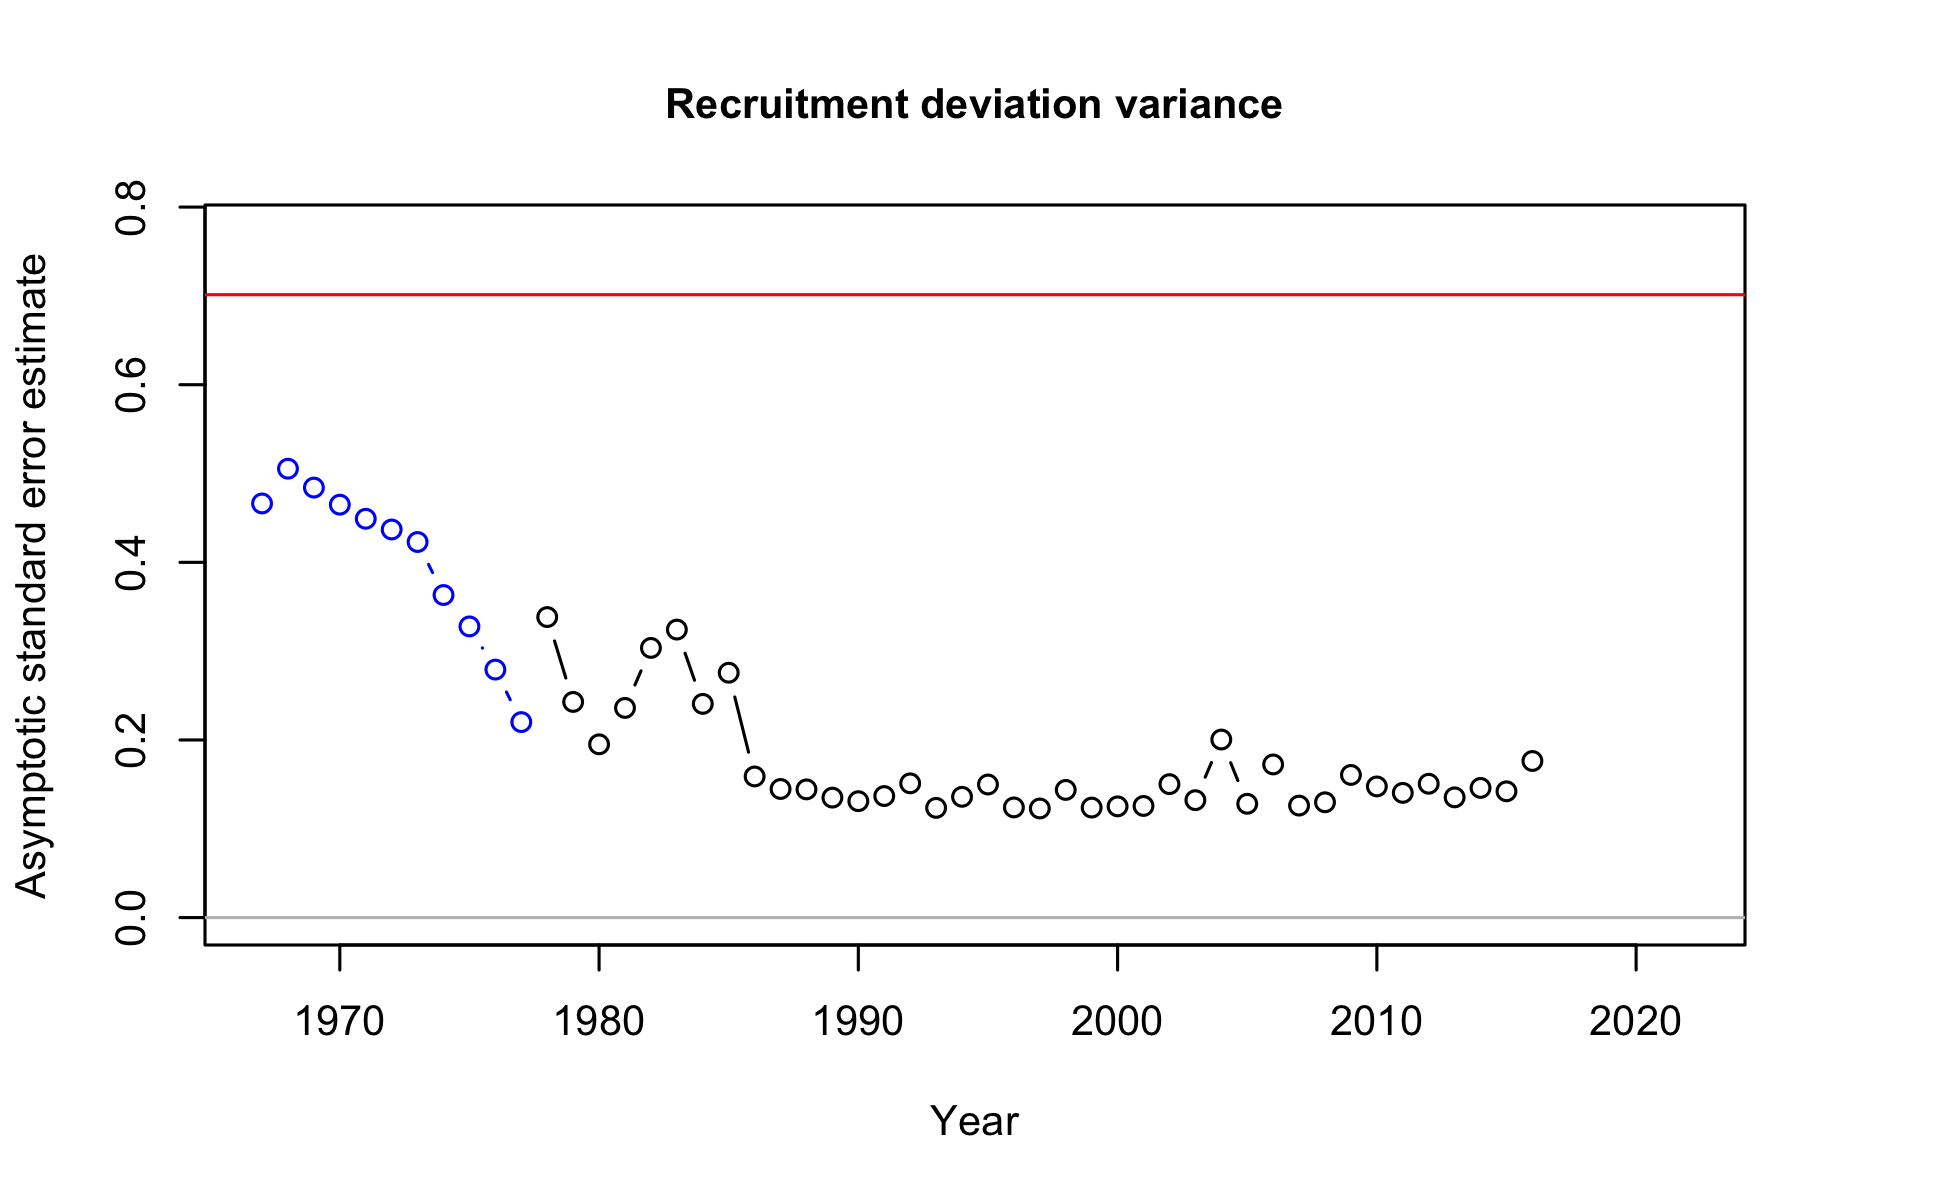 Recruitment deviation variance
Asymptotic standard error estimate
0.8
0.6
0.4
0.2
0.0
1970 1980 1990 2000 2010 2020
Year